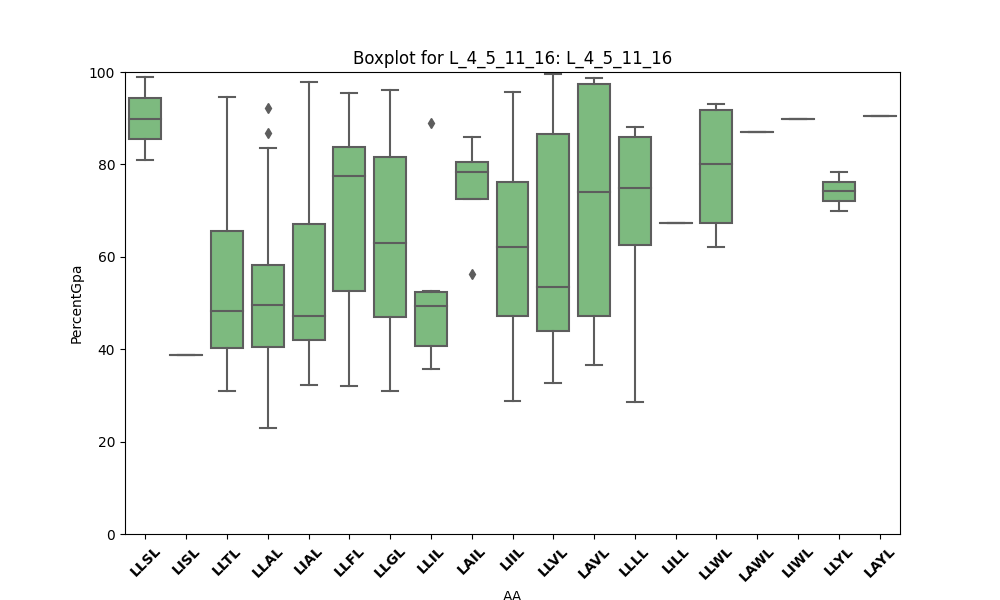 Boxplot for L_4_5_11_16: L_4_5_11_16
100
80
60
40
20
0
PercentGpa
LLSL LISL LLTL LLAL LIAL LLFL LLGL LLIL LAIL LIIL LLVL LAVL LLLL LILL LLWL LAWL LIWL LLYL LAYL
AA